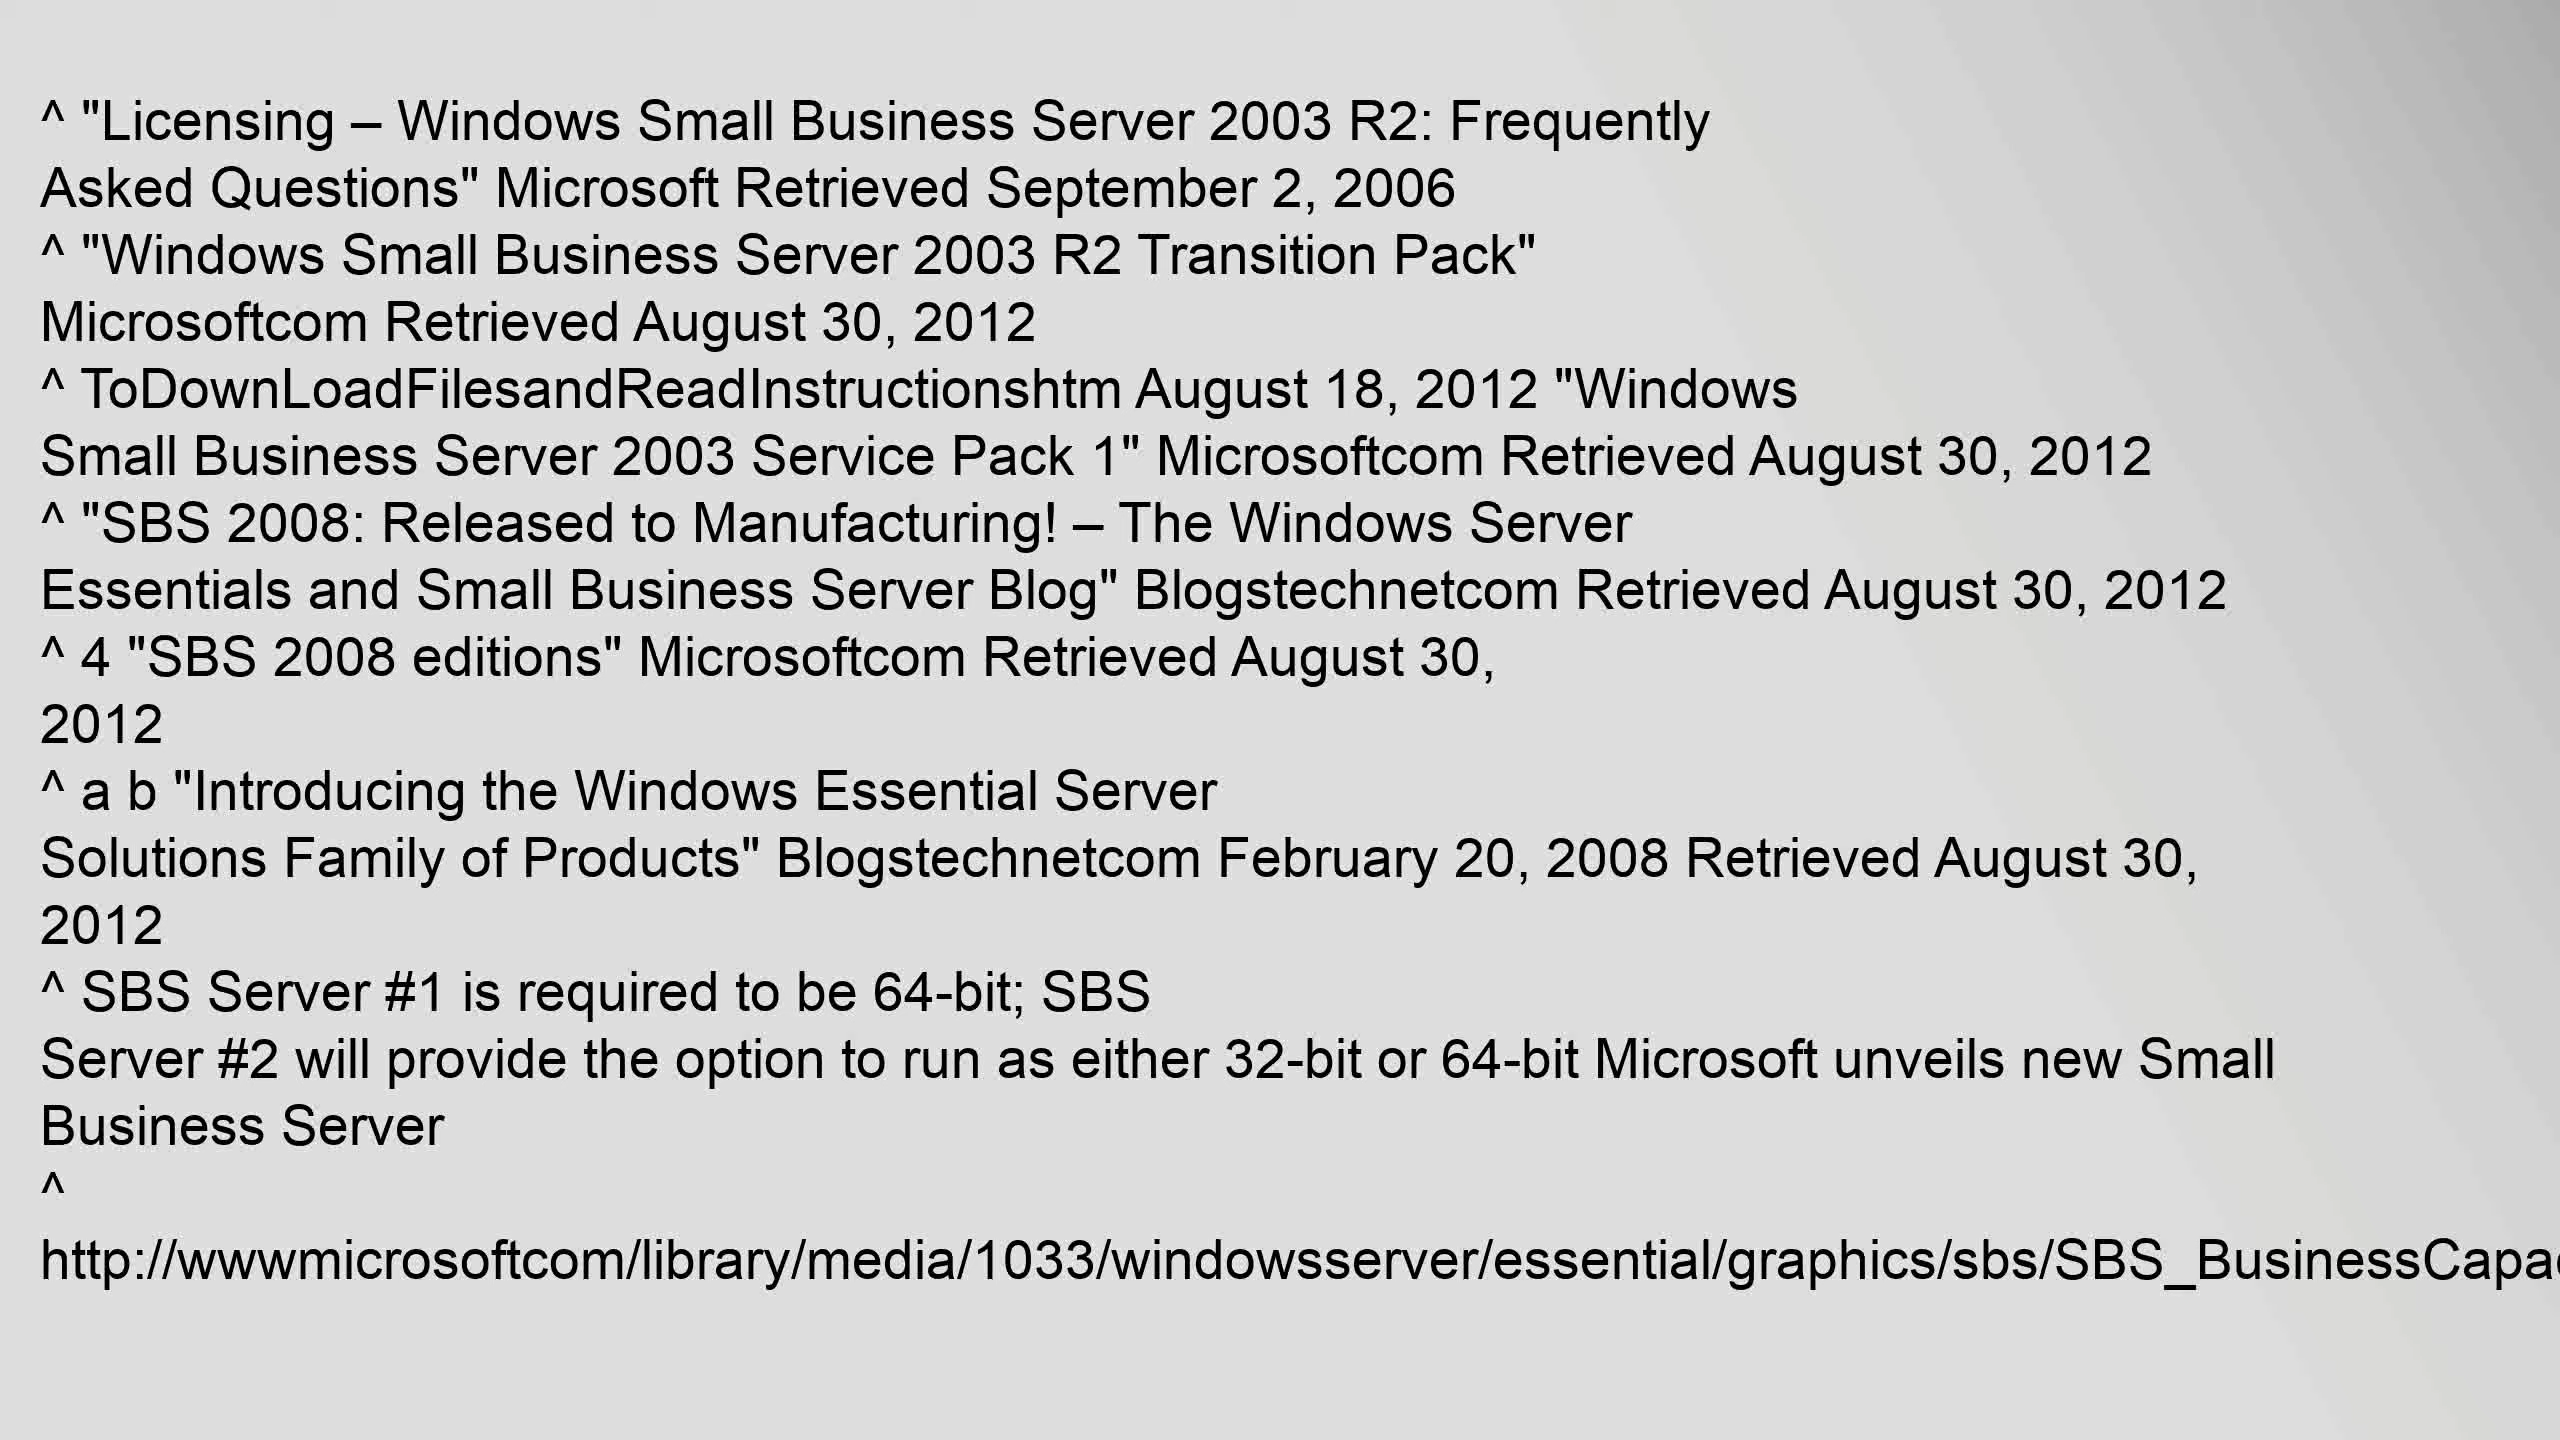 ^ "Licensing – Windows Small Business Server 2003 R2: Frequently
Asked Questions" Microsoft Retrieved September 2, 2006
^ "Windows Small Business Server 2003 R2 Transition Pack"
Microsoftcom Retrieved August 30, 2012
^ ToDownLoadFilesandReadInstructionshtm August 18, 2012 "Windows
Small Business Server 2003 Service Pack 1" Microsoftcom Retrieved August 30, 2012
^ "SBS 2008: Released to Manufacturing! – The Windows Server
Essentials and Small Business Server Blog" Blogstechnetcom Retrieved August 30, 2012
^ 4 "SBS 2008 editions" Microsoftcom Retrieved August 30,
2012
^ a b "Introducing the Windows Essential Server
Solutions Family of Products" Blogstechnetcom February 20, 2008 Retrieved August 30,
2012
^ SBS Server #1 is required to be 64-bit; SBS
Server #2 will provide the option to run as either 32-bit or 64-bit Microsoft unveils new Small
Business Server
^
http://wwwmicrosoftcom/library/media/1033/windowsserver/essential/graphics/sbs/SBS_BusinessCapac